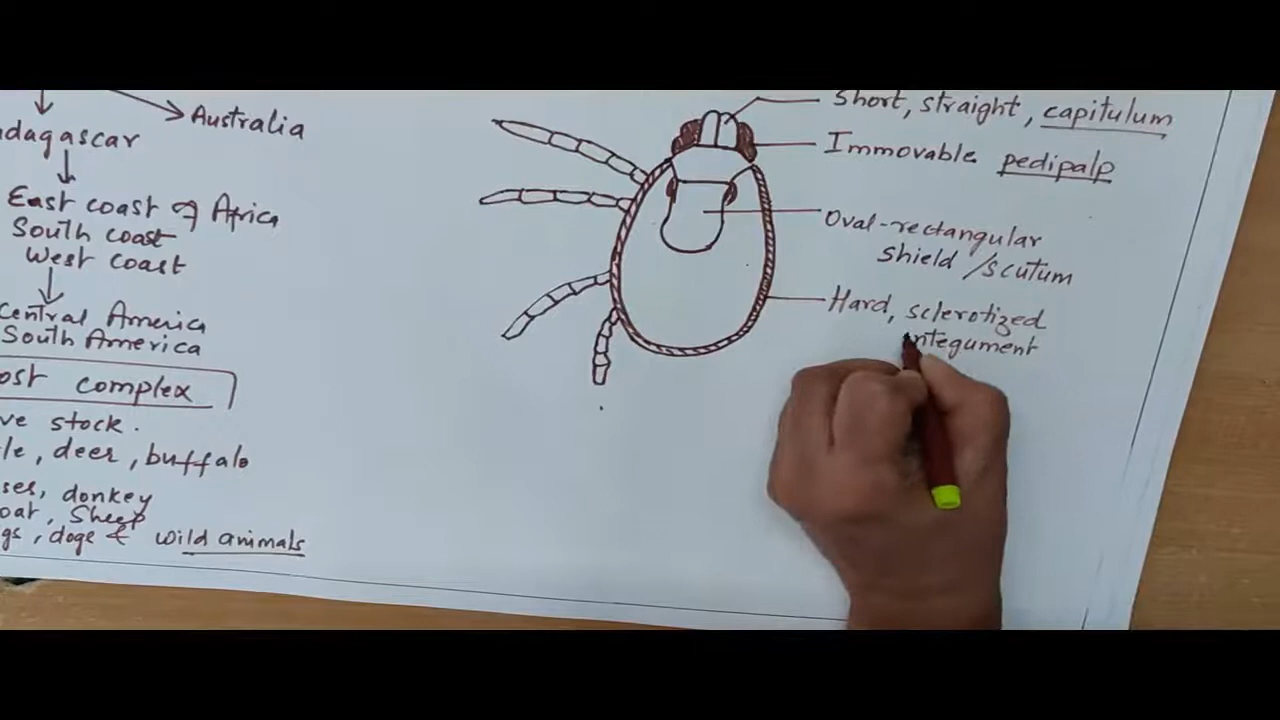 Australia
dagascar
East coast of Africa
South coast
West coast
Central America
South America
ost complex
ve stock.
le, deer, buffalo
ses, donkey
oat, Sheep
gs, dogs & wild animals
Short, straight, capitulum
Immovable pedipalp
Oval-rectangular
shield /scutum
Hard, sclerotized
integument